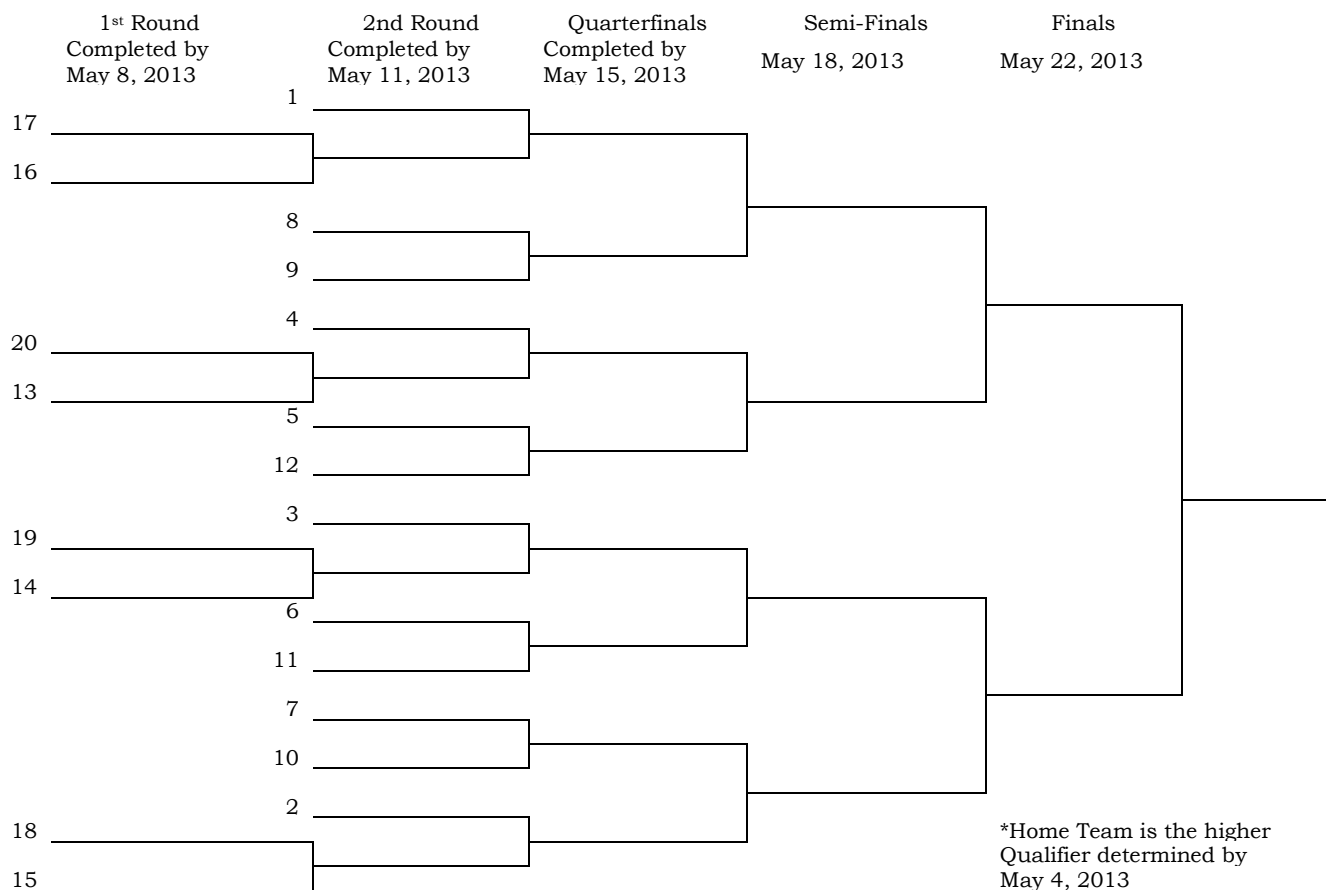 1st Round
Completed by
May 8, 2013
2nd Round
Completed by
May 11, 2013
Quarterfinals
Completed by
May 15, 2013
Semi-Finals
May 18, 2013
Finals
May 22, 2013
1
17
16
8
9
4
20
13
5
12
3
19
14
6
11
7
10
2
18
15
*Home Team is the higher
Qualifier determined by
May 4, 2013